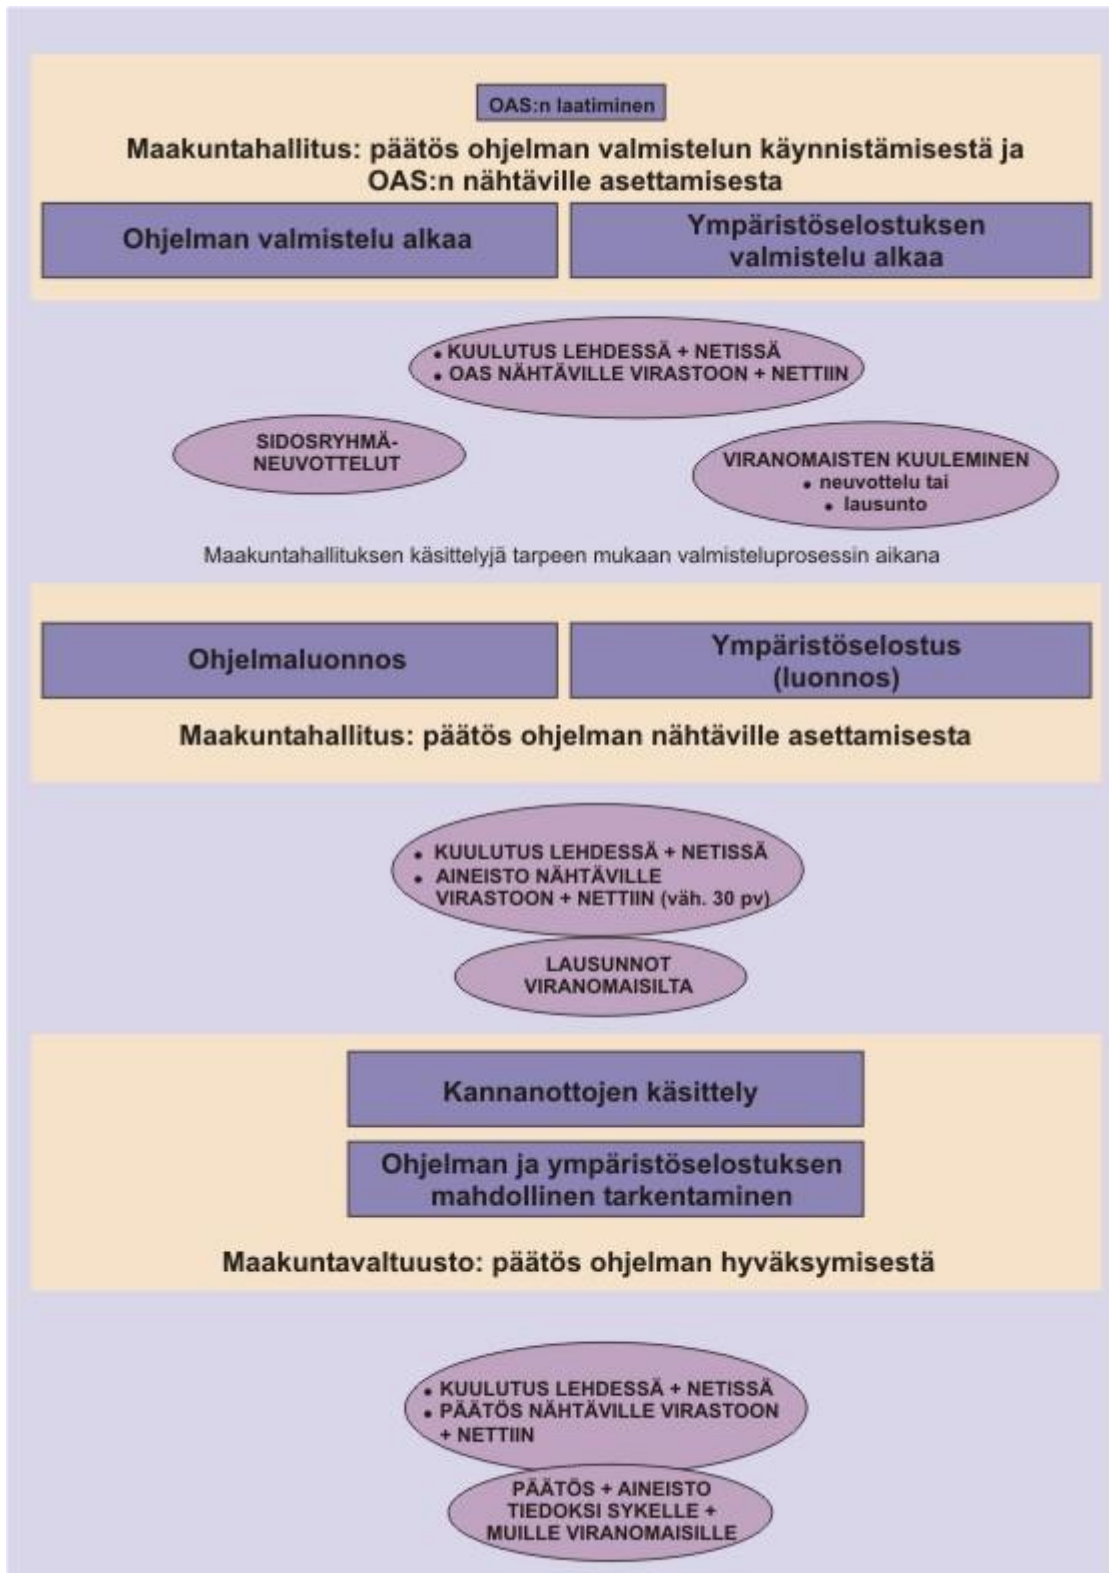 OAS:n laatiminen
Maakuntahallitus: päätös ohjelman valmistelun käynnistämisestä ja
OAS:n nähtäville asettamisesta
Ohjelman valmistelu alkaa
Ympäristöselostuksen
valmistelu alkaa
• KUULUTUS LEHDESSÄ + NETISSÄ
• OAS NÄHTÄVILLE VIRASTOON + NETTIIN
SIDOSRYHMÄ-
NEUVOTTELUT
VIRANOMAISTEN KUULEMINEN
• neuvottelu tai
• lausunto
Maakuntahallituksen käsittelyjä tarpeen mukaan valmisteluprosessin aikana
Ohjelmaluonnos
Ympäristöselostus
(luonnos)
Maakuntahallitus: päätös ohjelman nähtäville asettamisesta
• KUULUTUS LEHDESSÄ + NETISSÄ
• AINEISTO NÄHTÄVILLE
VIRASTOON + NETTIIN (väh. 30 pv)
LAUSUNNOT
VIRANOMAISILTA
Kannanottojen käsittely
Ohjelman ja ympäristöselostuksen
mahdollinen tarkentaminen
Maakuntavaltuusto: päätös ohjelman hyväksymisestä
• KUULUTUS LEHDESSÄ + NETISSÄ
• PÄÄTÖS NÄHTÄVILLE VIRASTOON
+ NETTIIN
PÄÄTÖS + AINEISTO
TIEDOKSI SYKELLE +
MUILLE VIRANOMAISILLE